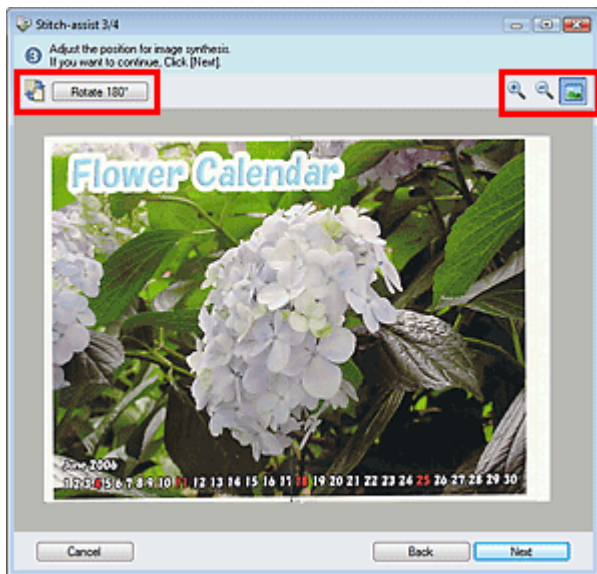 Stitch-assist 3/4
3 Adjust the position for image synthesis.
If you want to continue, Click [Next].
Rotate 180°
Flower Calendar
June 2006
1 2 3 4 5 6 7 8 9 10 11 12 13 14 15 16 17 18 19 20 21 22 23 24 25 26 27 28 29 30
Cancel
Back
Next